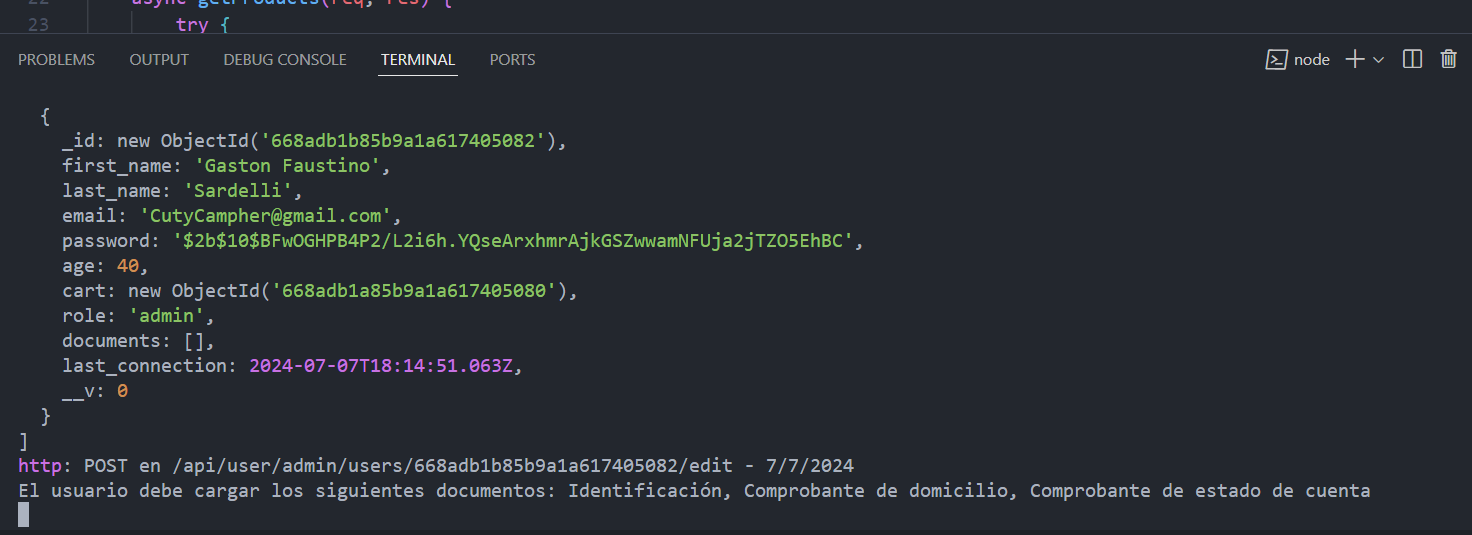 22 async getProducts(req, res) {
23 try {
PROBLEMS OUTPUT DEBUG CONSOLE TERMINAL PORTS node
{
_id: new ObjectId('668adb1b85b9a1a617405082'),
first_name: 'Gaston Faustino',
last_name: 'Sardelli',
email: 'CutyCampher@gmail.com',
password: '$2b$10$BFwOGHPB4P2/L2i6h.YQseArxhmrAjkGSZwwamNFUja2jTZO5EhBC',
age: 40,
cart: new ObjectId('668adb1a85b9a1a617405080'),
role: 'admin',
documents: [],
last_connection: 2024-07-07T18:14:51.063Z,
__v: 0
}
]
http: POST en /api/user/admin/users/668adb1b85b9a1a617405082/edit - 7/7/2024
El usuario debe cargar los siguientes documentos: Identificación, Comprobante de domicilio, Comprobante de estado de cuenta